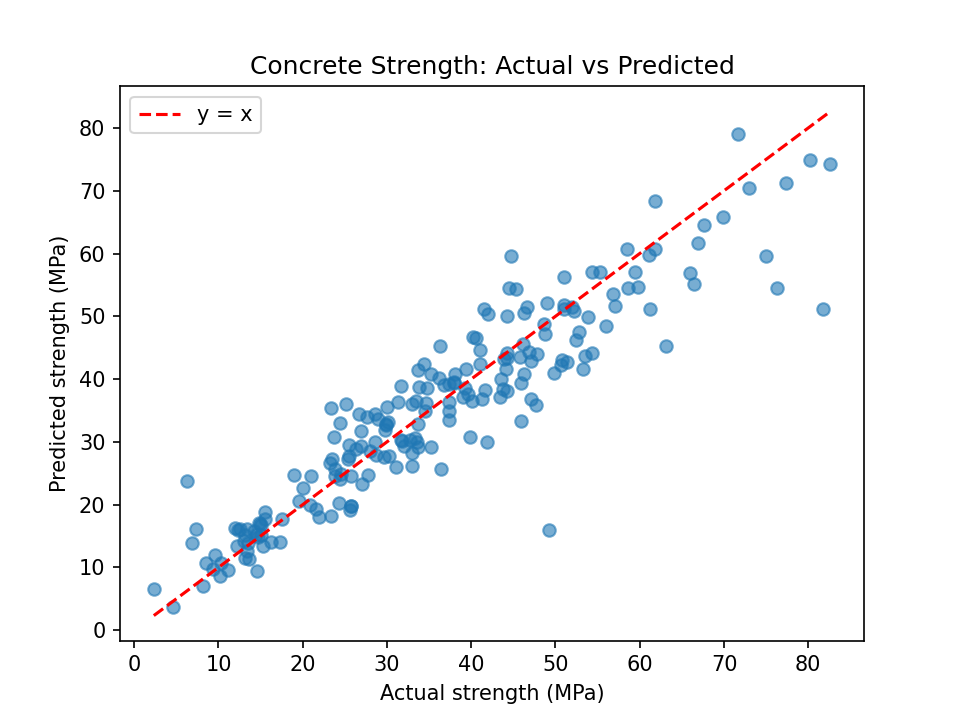 Concrete Strength: Actual vs Predicted
y = x
Predicted strength (MPa)
80
70
60
50
40
30
20
10
0
0 10 20 30 40 50 60 70 80
Actual strength (MPa)